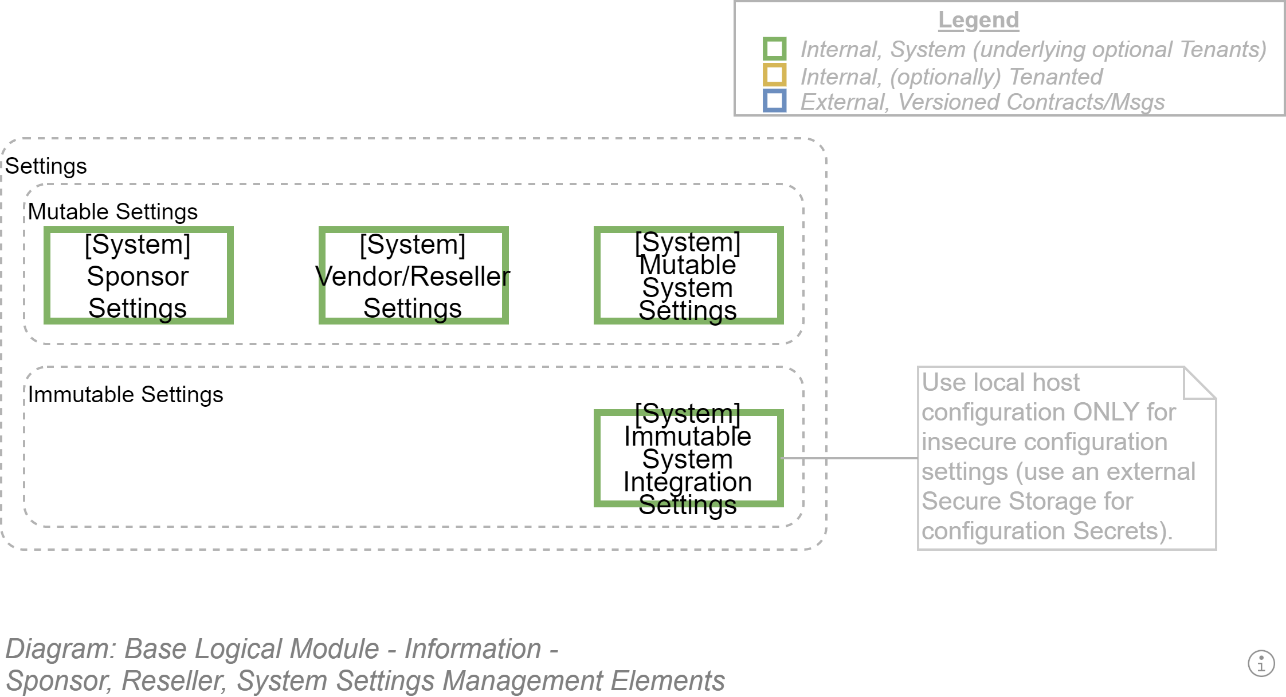 Legend
Internal, System (underlying optional Tenants)
Internal, (optionally) Tenanted
External, Versioned Contracts/Msgs
Settings
Mutable Settings
[System]
Sponsor
Settings
[System]
Vendor/Reseller
Settings
[System]
Mutable
System
Settings
Immutable Settings
[System]
Immutable
System
Integration
Settings
Use local host
configuration ONLY for
insecure configuration
settings (use an external
Secure Storage for
configuration Secrets).
Diagram: Base Logical Module - Information -
Sponsor, Reseller, System Settings Management Elements